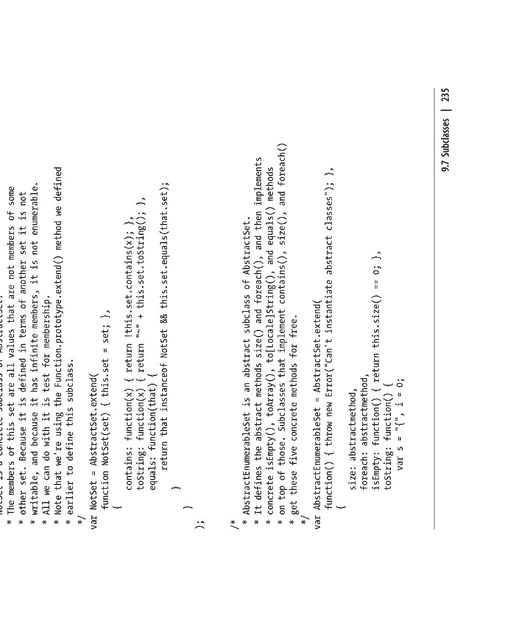 NotSet is a concrete subclass of AbstractSet.
* The members of this set are all values that are not members of some
* other set. Because it is defined in terms of another set it is not
* writable, and because it has infinite members, it is not enumerable.
* All we can do with it is test for membership.
* Note that we're using the Function.prototype.extend() method we defined
* earlier to define this subclass.
*/
var NotSet = AbstractSet.extend(
function NotSet(set) { this.set = set; },
{
contains: function(x) { return !this.set.contains(x); },
toString: function(x) { return "~" + this.set.toString(); },
equals: function(that) {
return that instanceof NotSet && this.set.equals(that.set);
}
}
);
/*
* AbstractEnumerableSet is an abstract subclass of AbstractSet.
* It defines the abstract methods size() and foreach(), and then implements
* concrete isEmpty(), toArray(), to[Locale]String(), and equals() methods
* on top of those. Subclasses that implement contains(), size(), and foreach()
* get these five concrete methods for free.
*/
var AbstractEnumerableSet = AbstractSet.extend(
function() { throw new Error("Can't instantiate abstract classes"); },
{
size: abstractmethod,
foreach: abstractmethod,
isEmpty: function() { return this.size() == 0; },
toString: function() {
var s = "{", i = 0;
9.7 Subclasses | 235